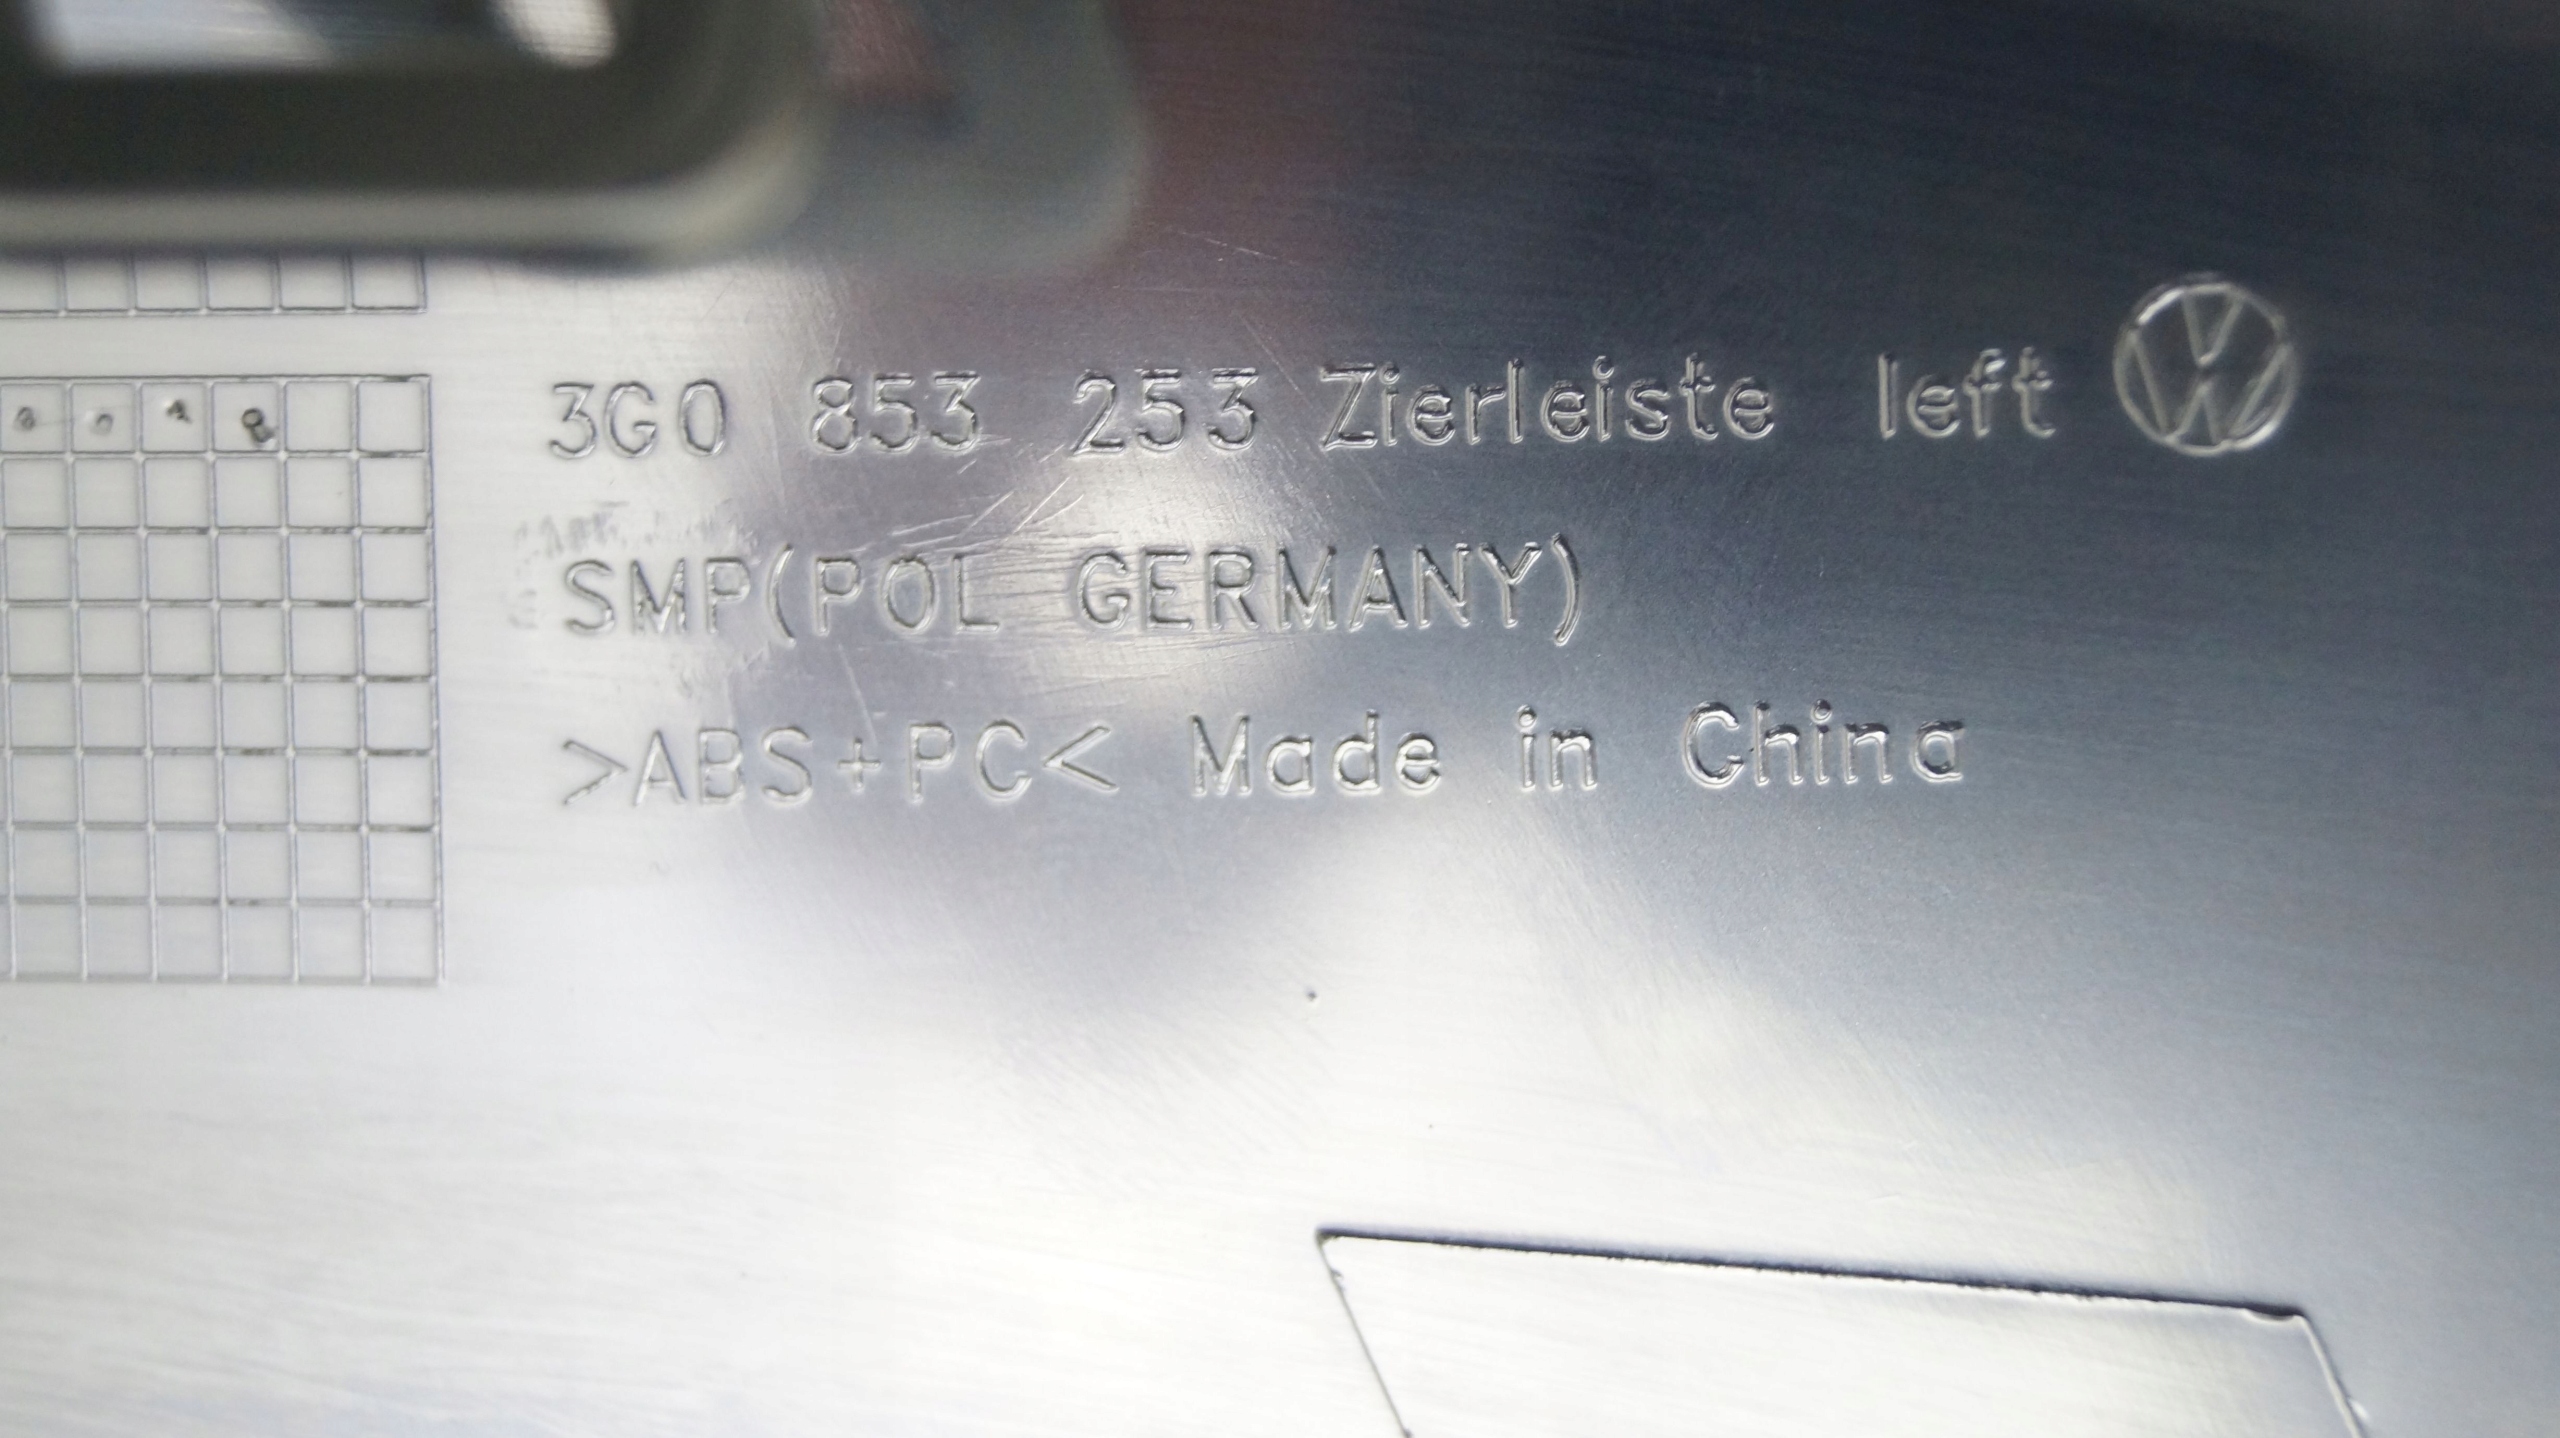 3G0 853 253 Zierleiste left
SMP(POL GERMANY)
>ABS+PC< Made in China